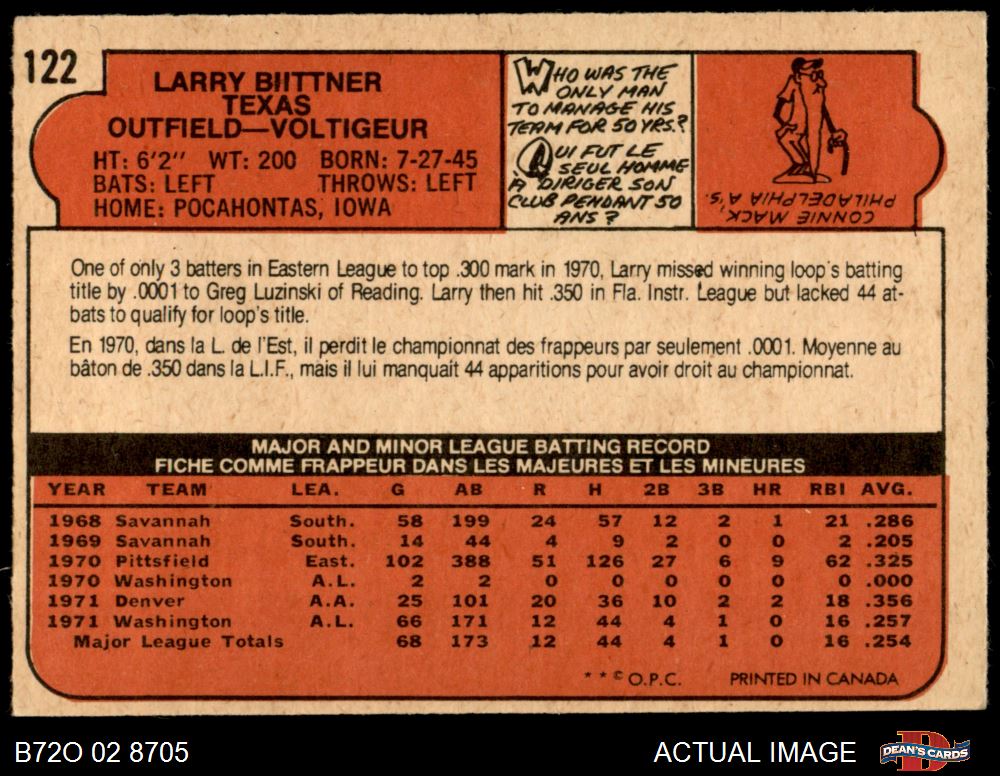 122
LARRY BIITTNER
TEXAS
OUTFIELD—VOLTIGEUR
HT: 6'2" WT: 200 BORN: 7-27-45
BATS: LEFT THROWS: LEFT
HOME: POCAHONTAS, IOWA
WHO WAS THE
ONLY MAN
TO MANAGE HIS
TEAM FOR 50 YRS.?
QUI FUT LE
SEUL HOMME
A DIRIGER SON
CLUB PENDANT 50
ANS ?
CONNIE MACK,
PHILADELPHIA A'S.
One of only 3 batters in Eastern League to top .300 mark in 1970, Larry missed winning loop's batting
title by .0001 to Greg Luzinski of Reading. Larry then hit .350 in Fla. Instr. League but lacked 44 at-
bats to qualify for loop's title.
En 1970, dans la L. de l'Est, il perdit le championnat des frappeurs par seulement .0001. Moyenne au
bâton de .350 dans la L.I.F., mais il lui manquait 44 apparitions pour avoir droit au championnat.
MAJOR AND MINOR LEAGUE BATTING RECORD
FICHE COMME FRAPPEUR DANS LES MAJEURES ET LES MINEURES
YEAR TEAM LEA. G AB R H 2B 3B HR RBI AVG.
1968 Savannah South. 58 199 24 57 12 2 1 21 .286
1969 Savannah South. 14 44 4 9 2 0 0 2 .205
1970 Pittsfield East. 102 388 51 126 27 6 9 62 .325
1970 Washington A.L. 2 2 0 0 0 0 0 0 .000
1971 Denver A.A. 25 101 20 36 10 2 2 18 .356
1971 Washington A.L. 66 171 12 44 4 1 0 16 .257
Major League Totals 68 173 12 44 4 1 0 16 .254
* * © O.P.C. PRINTED IN CANADA
B72O 02 8705
ACTUAL IMAGE
D
DEAN'S CARDS